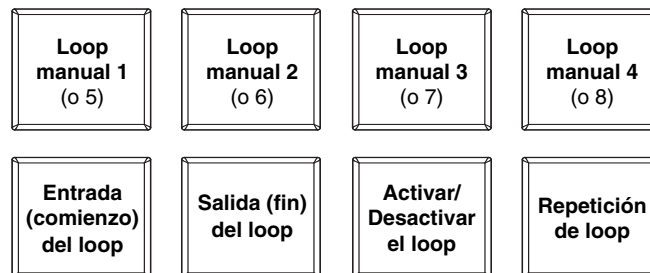 Loop
manual 1
(o 5)
Loop
manual 2
(o 6)
Loop
manual 3
(o 7)
Loop
manual 4
(o 8)
Entrada
(comienzo)
del loop
Salida (fin)
del loop
Activar/
Desactivar
el loop
Repetición
de loop